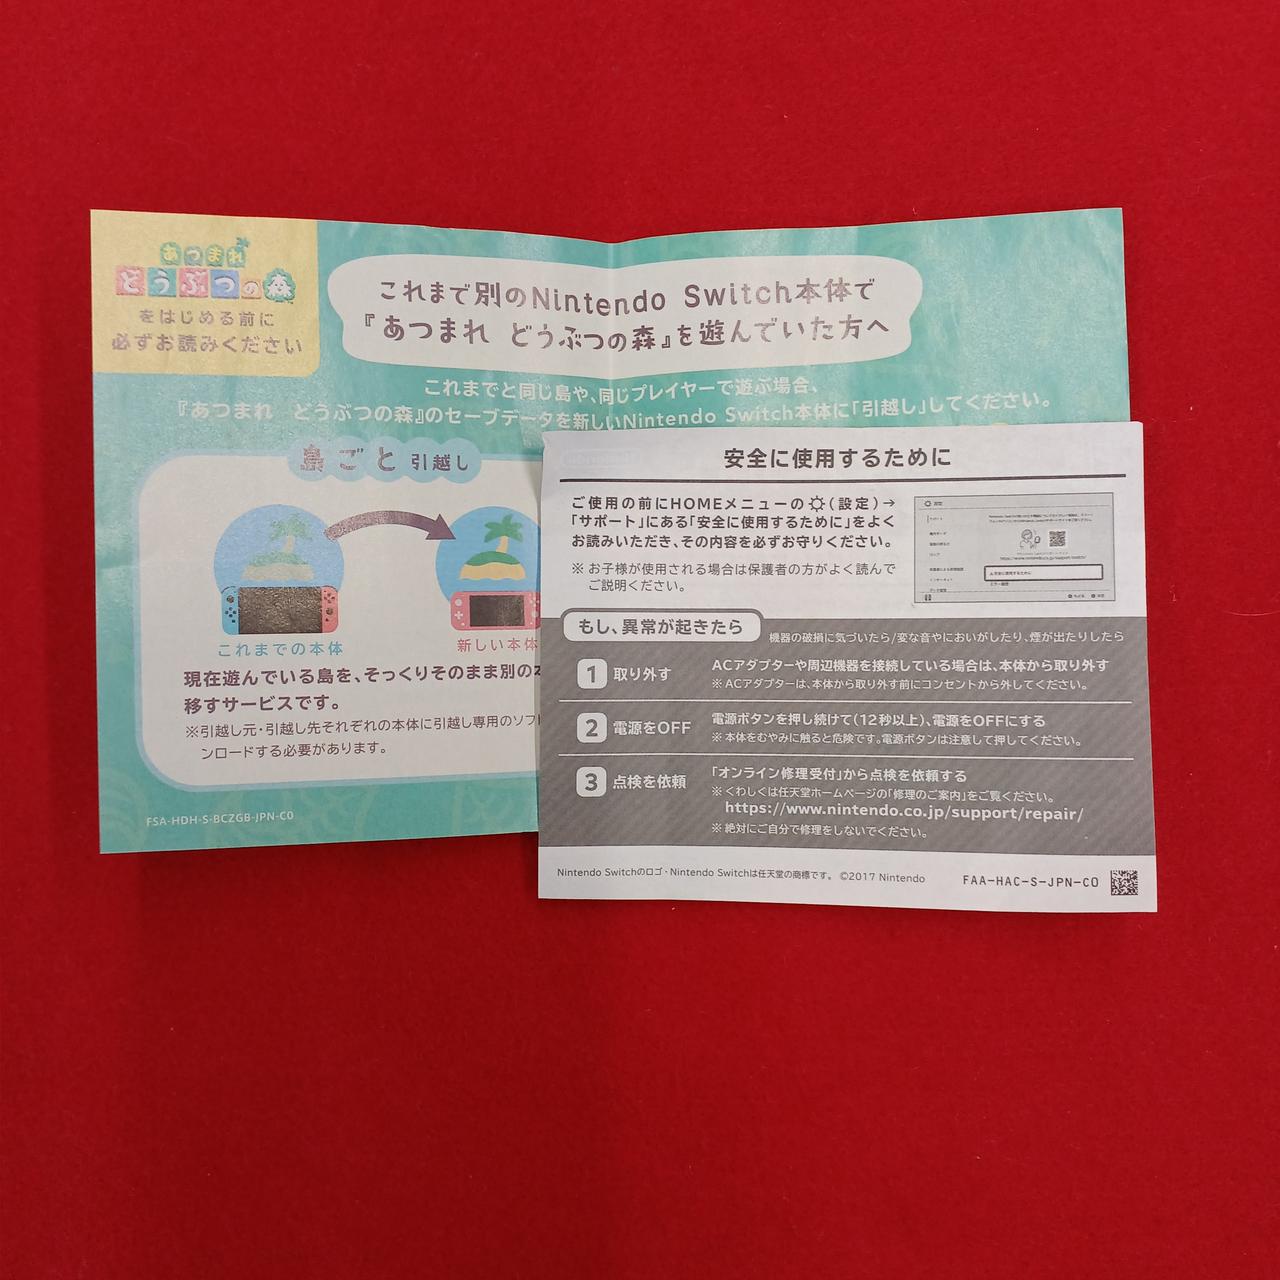 あつまれ
どうぶつの森
をはじめる前に
必ずお読みください
これまで別のNintendo Switch本体で
『あつまれ どうぶつの森』を遊んでいた方へ
これまでと同じ島や、同じプレイヤーで遊ぶ場合、
『あつまれ どうぶつの森』のセーブデータを新しいNintendo Switch本体に「引越し」してください。
島ごと引越し
これまでの本体
新しい本体
現在遊んでいる島を、そっくりそのまま別の
移すサービスです。
※引越し元・引越し先それぞれの本体に引越し専用のソフト
ンロードする必要があります。
FSA-HDH-S-BCZGB-JPN-C0
安全に使用するために
ご使用の前にHOMEメニューの(設定)→
「サポート」にある「安全に使用するために」をよく
お読みいただき、その内容を必ずお守りください。
※ お子様が使用される場合は保護者の方がよく読んで
ご説明ください。
設定
サポート
安全に使用するために
もし、異常が起きたら
機器の破損に気づいたら/変な音やにおいがしたり、煙が出たりしたら
1 取り外す
ACアダプターや周辺機器を接続している場合は、本体から取り外す
※ ACアダプターは、本体から取り外す前にコンセントから外してください。
2 電源をOFF
電源ボタンを押し続けて(12秒以上)、電源をOFFにする
※ 本体をむやみに触ると危険です。電源ボタンは注意して押してください。
3 点検を依頼
「オンライン修理受付」から点検を依頼する
※ くわしくは任天堂ホームページの「修理のご案内」をご覧ください。
https://www.nintendo.co.jp/support/repair/
※ 絶対にご自分で修理をしないでください。
Nintendo Switchのロゴ・Nintendo Switchは任天堂の商標です。 ©2017 Nintendo
FAA-HAC-S-JPN-C0